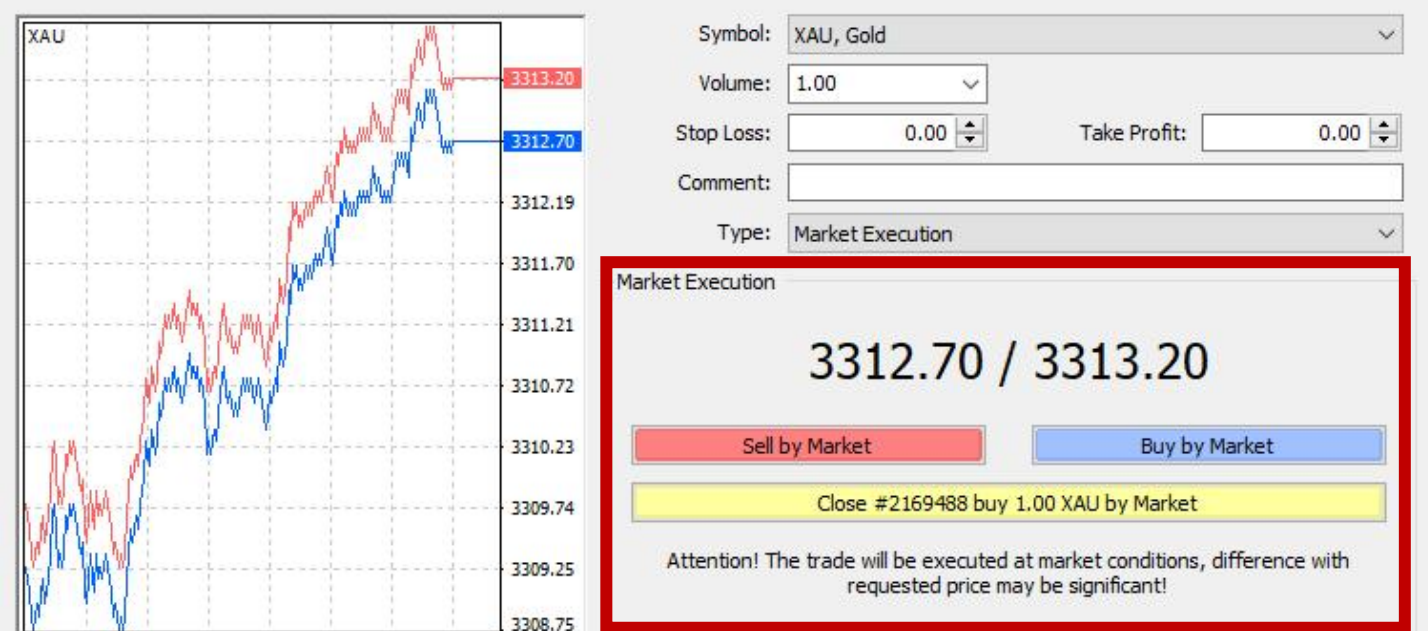 XAU
3313.20
3312.70
3312.19
3311.70
3311.21
3310.72
3310.23
3309.74
3309.25
3308.75
Symbol: XAU, Gold
Volume: 1.00
Stop Loss: 0.00 Take Profit: 0.00
Comment:
Type: Market Execution
Market Execution
3312.70 / 3313.20
Sell by Market Buy by Market
Close #2169488 buy 1.00 XAU by Market
Attention! The trade will be executed at market conditions, difference with
requested price may be significant!